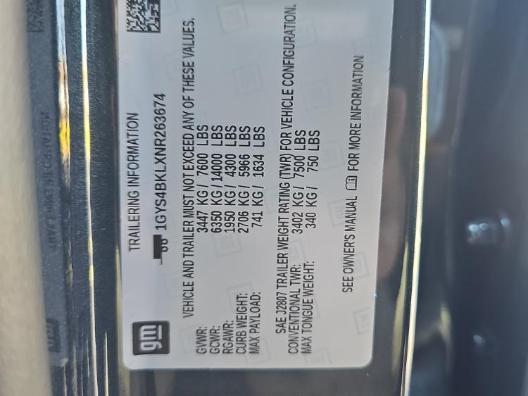 gm
TRAILERING INFORMATION
1GYS4BKLXNR263674
VEHICLE AND TRAILER MUST NOT EXCEED ANY OF THESE VALUES.
GVWR: 3447 KG / 7600 LBS
GCWR: 6350 KG / 14000 LBS
RGAWR: 1950 KG / 4300 LBS
CURB WEIGHT: 2706 KG / 5966 LBS
MAX PAYLOAD: 741 KG / 1634 LBS
SAE J2807 TRAILER WEIGHT RATING (TWR) FOR VEHICLE CONFIGURATION.
CONVENTIONAL TWR: 3402 KG / 7500 LBS
MAX TONGUE WEIGHT: 340 KG / 750 LBS
SEE OWNER'S MANUAL FOR MORE INFORMATION